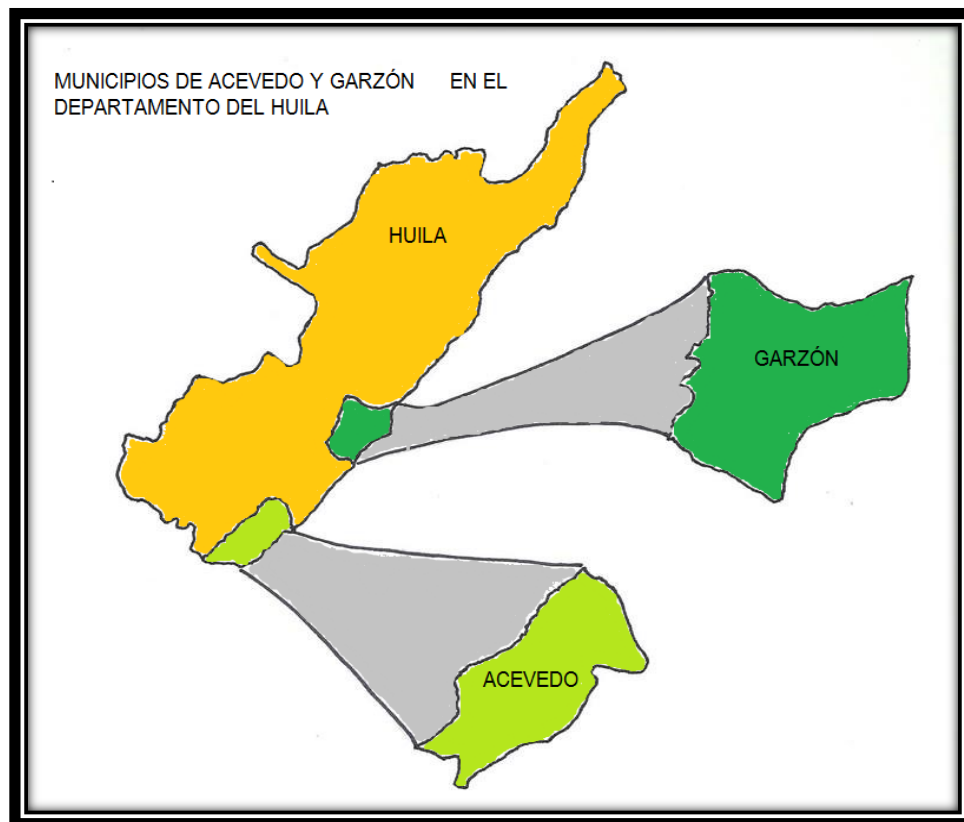 MUNICIPIOS DE ACEVEDO Y GARZÓN EN EL
DEPARTAMENTO DEL HUILA
HUILA
GARZÓN
ACEVEDO